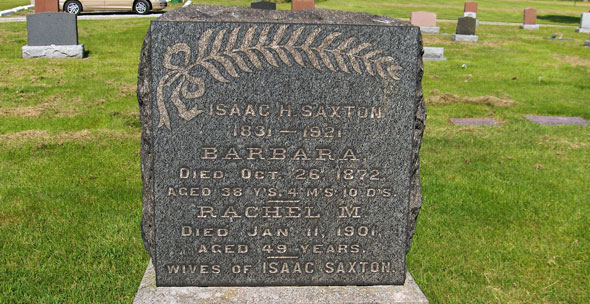 ISAAC H. SAXTON
1831 — 1921
BARBARA
DIED OCT. 26, 1872.
AGED 38 Y'S. 4 M'S. 10 D'S.
RACHEL M.
DIED JAN. 11, 1901.
AGED 49 YEARS.
WIVES OF ISAAC SAXTON.